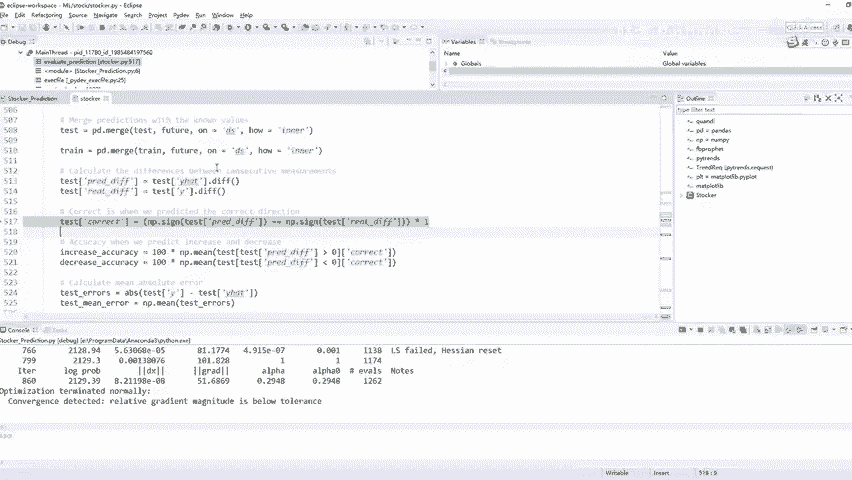 eclipse-workspace - ML/stock/stocker.py - Eclipse
File Edit Refactoring Source Navigate Search Project Pydev Run Window Help
Quick Access
Debug
Variables Breakpoints
MainThread - pid_11780_id_1985484197560
evaluate_prediction [stocker.py:517]
<module> [Stocker_Prediction.py:6]
execfile [_pydev_execfile.py:25]
Name Value
Globals Global variables
Stocker_Prediction stocker
Outline
type filter text
506
507 # Merge predictions with the known values
508 test = pd.merge(test, future, on = 'ds', how = 'inner')
509
510 train = pd.merge(train, future, on = 'ds', how = 'inner')
511
512 # Calculate the differences between consecutive measurements
513 test['pred_diff'] = test['yhat'].diff()
514 test['real_diff'] = test['y'].diff()
515
516 # Correct is when we predicted the correct direction
517 test['correct'] = (np.sign(test['pred_diff']) == np.sign(test['real_diff'])) * 1
518
519 # Accuracy when we predict increase and decrease
520 increase_accuracy = 100 * np.mean(test[test['pred_diff'] > 0]['correct'])
521 decrease_accuracy = 100 * np.mean(test[test['pred_diff'] < 0]['correct'])
522
523 # Calculate mean absolute error
524 test_errors = abs(test['y'] - test['yhat'])
525 test_mean_error = np.mean(test_errors)
quandl
pd = pandas
np = numpy
fbprophet
pytrends
TrendReq (pytrends.request)
plt = matplotlib.pyplot
matplotlib
Stocker
Console Tasks
Stocker_Prediction.py [debug] [e:\ProgramData\Anaconda3\python.exe]
766 2128.94 5.63068e-05 81.1774 4.915e-07 0.001 1138 LS failed, Hessian reset
799 2129.3 0.00138076 101.828 1 1 1174
Iter log prob ||dx|| ||grad|| alpha alpha0 # evals Notes
860 2129.39 8.21198e-08 51.6869 0.2948 0.2948 1262
Optimization terminated normally:
Convergence detected: relative gradient magnitude is below tolerance
Writable Insert 518 : 9